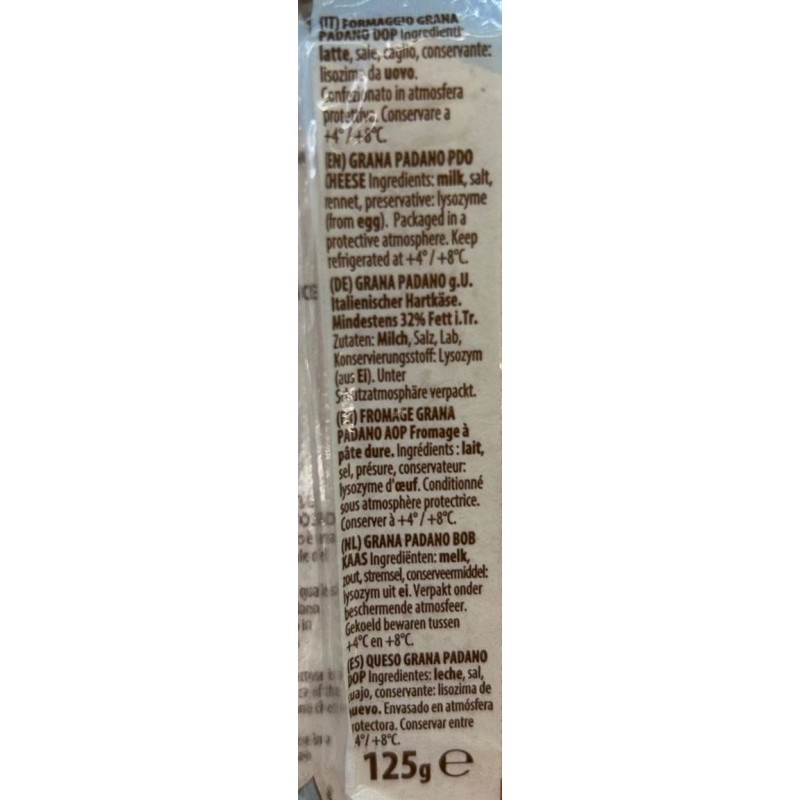 (IT) FORMAGGIO GRANA
PADANO DOP Ingredienti:
latte, sale, caglio, conservante:
lisozima da uovo.
Confezionato in atmosfera
protettiva. Conservare a
+4°/+8°C.
(EN) GRANA PADANO PDO
CHEESE Ingredients: milk, salt,
rennet, preservative: lysozyme
(from egg). Packaged in a
protective atmosphere. Keep
refrigerated at +4°/+8°C.
(DE) GRANA PADANO g.U.
Italienischer Hartkäse.
Mindestens 32% Fett i.Tr.
Zutaten: Milch, Salz, Lab,
Konservierungsstoff: Lysozym
(aus Ei). Unter
Schutzatmosphäre verpackt.
(FR) FROMAGE GRANA
PADANO AOP Fromage à
pâte dure. Ingrédients : lait,
sel, présure, conservateur:
lysozyme d'œuf. Conditionné
sous atmosphère protectrice.
Conserver à +4°/+8°C.
(NL) GRANA PADANO BOB
KAAS Ingrediënten: melk,
zout, stremsel, conserveermiddel:
lysozym uit ei. Verpakt onder
beschermende atmosfeer.
Gekoeld bewaren tussen
+4°C en +8°C.
(ES) QUESO GRANA PADANO
DOP Ingredientes: leche, sal,
cuajo, conservante: lisozima de
huevo. Envasado en atmósfera
protectora. Conservar entre
4°/+8°C.
125g ℮